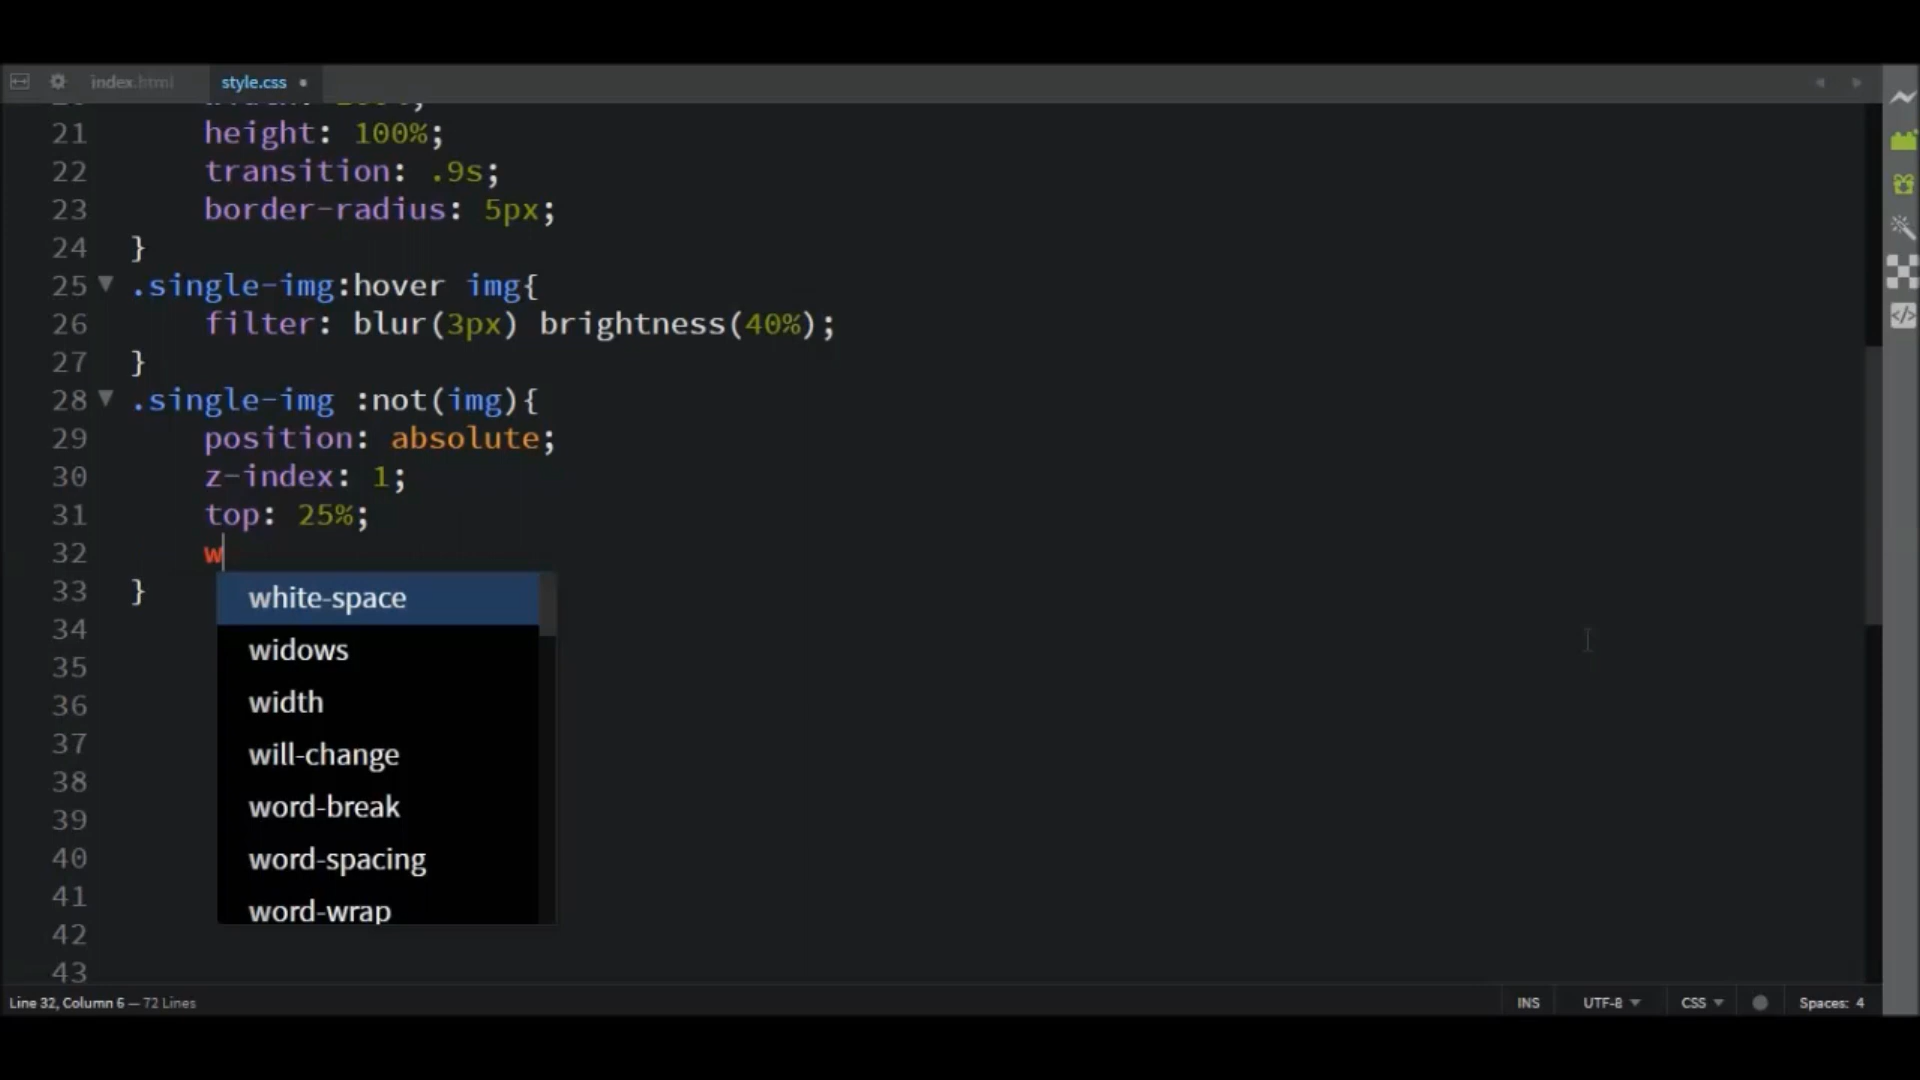 index.html
style.css
21 height: 100%;
22 transition: .9s;
23 border-radius: 5px;
24 }
25 .single-img:hover img{
26 filter: blur(3px) brightness(40%);
27 }
28 .single-img :not(img){
29 position: absolute;
30 z-index: 1;
31 top: 25%;
32 w
33 }
white-space
widows
width
will-change
word-break
word-spacing
word-wrap
34
35
36
37
38
39
40
41
42
43
Line 32, Column 6 — 72 Lines
INS
UTF-8
CSS
Spaces: 4